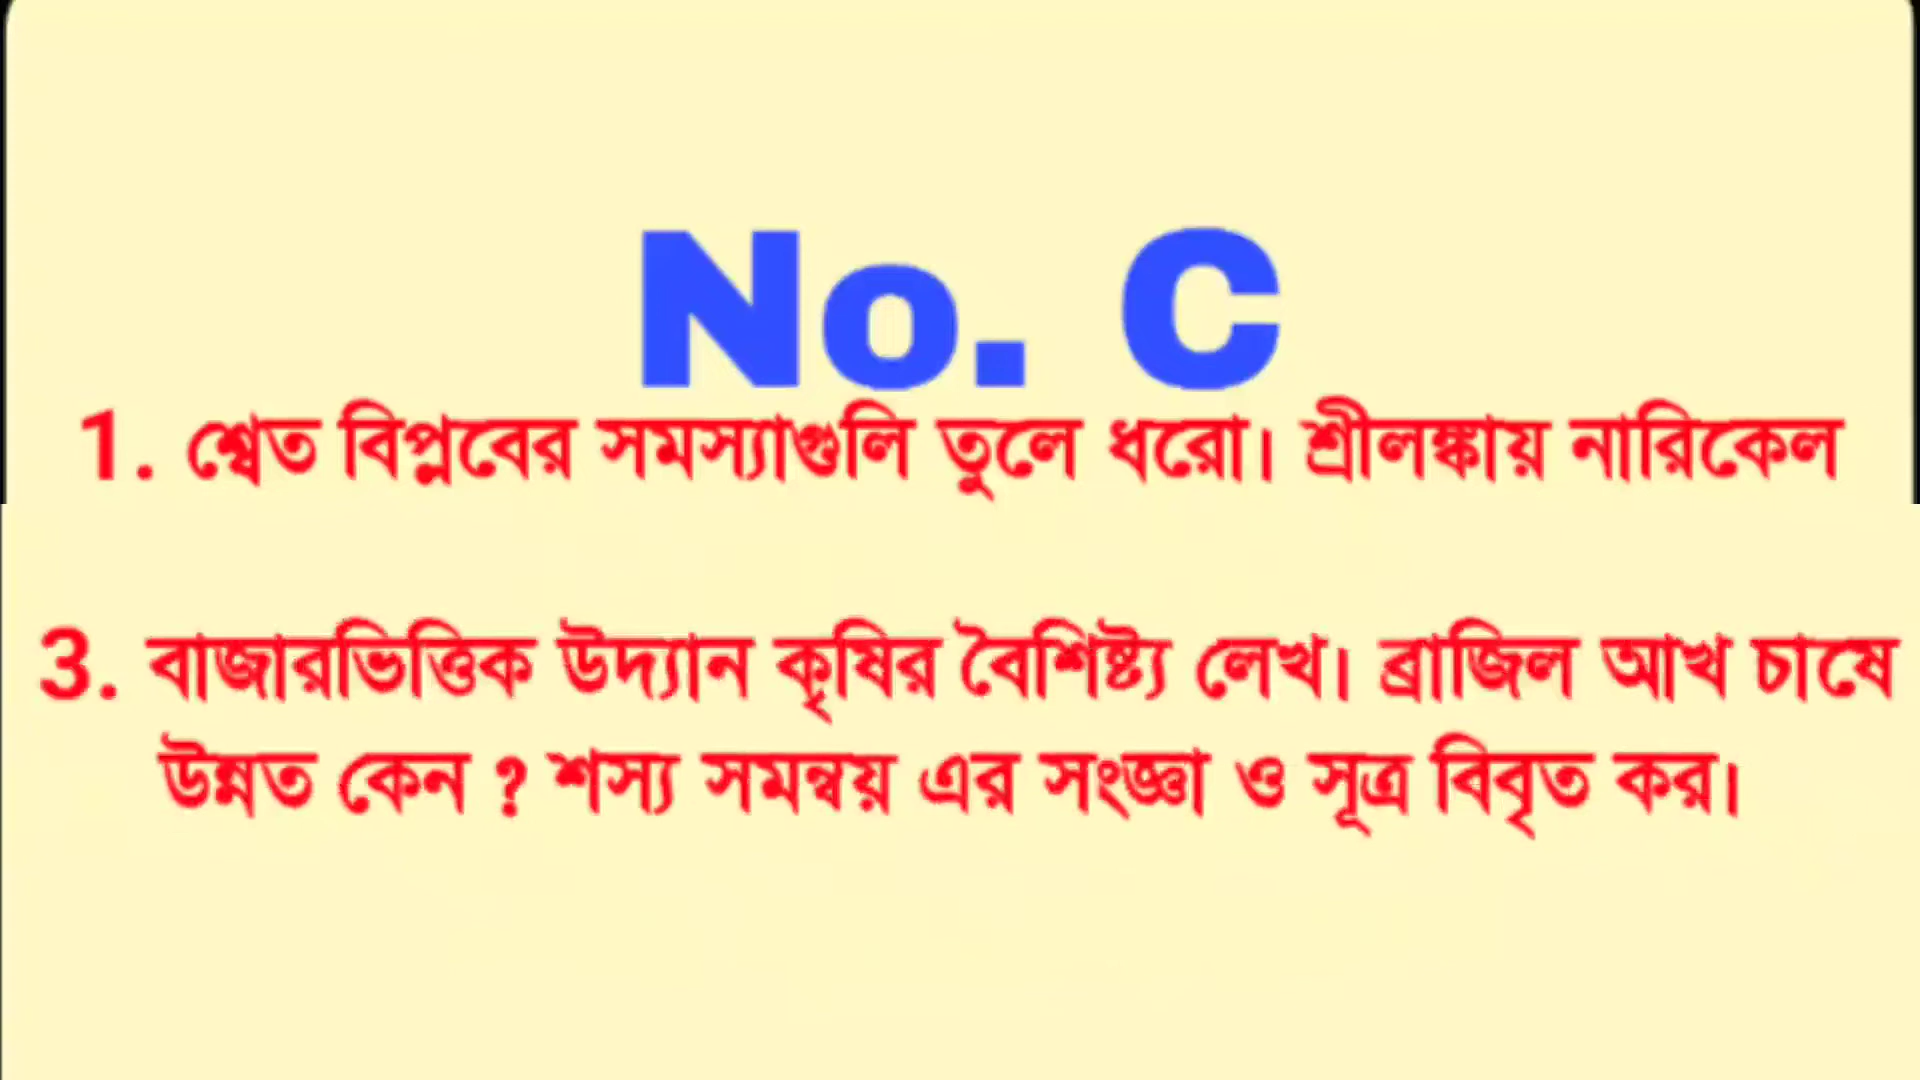 No. C
1. শ্বেত বিপ্লবের সমস্যাগুলি তুলে ধরো। শ্রীলঙ্কায় নারিকেল
3. বাজারভিত্তিক উদ্যান কৃষির বৈশিষ্ট্য লেখ। ব্রাজিল আখ চাষে
উন্নত কেন ? শস্য সমন্বয় এর সংজ্ঞা ও সূত্র বিবৃত কর।